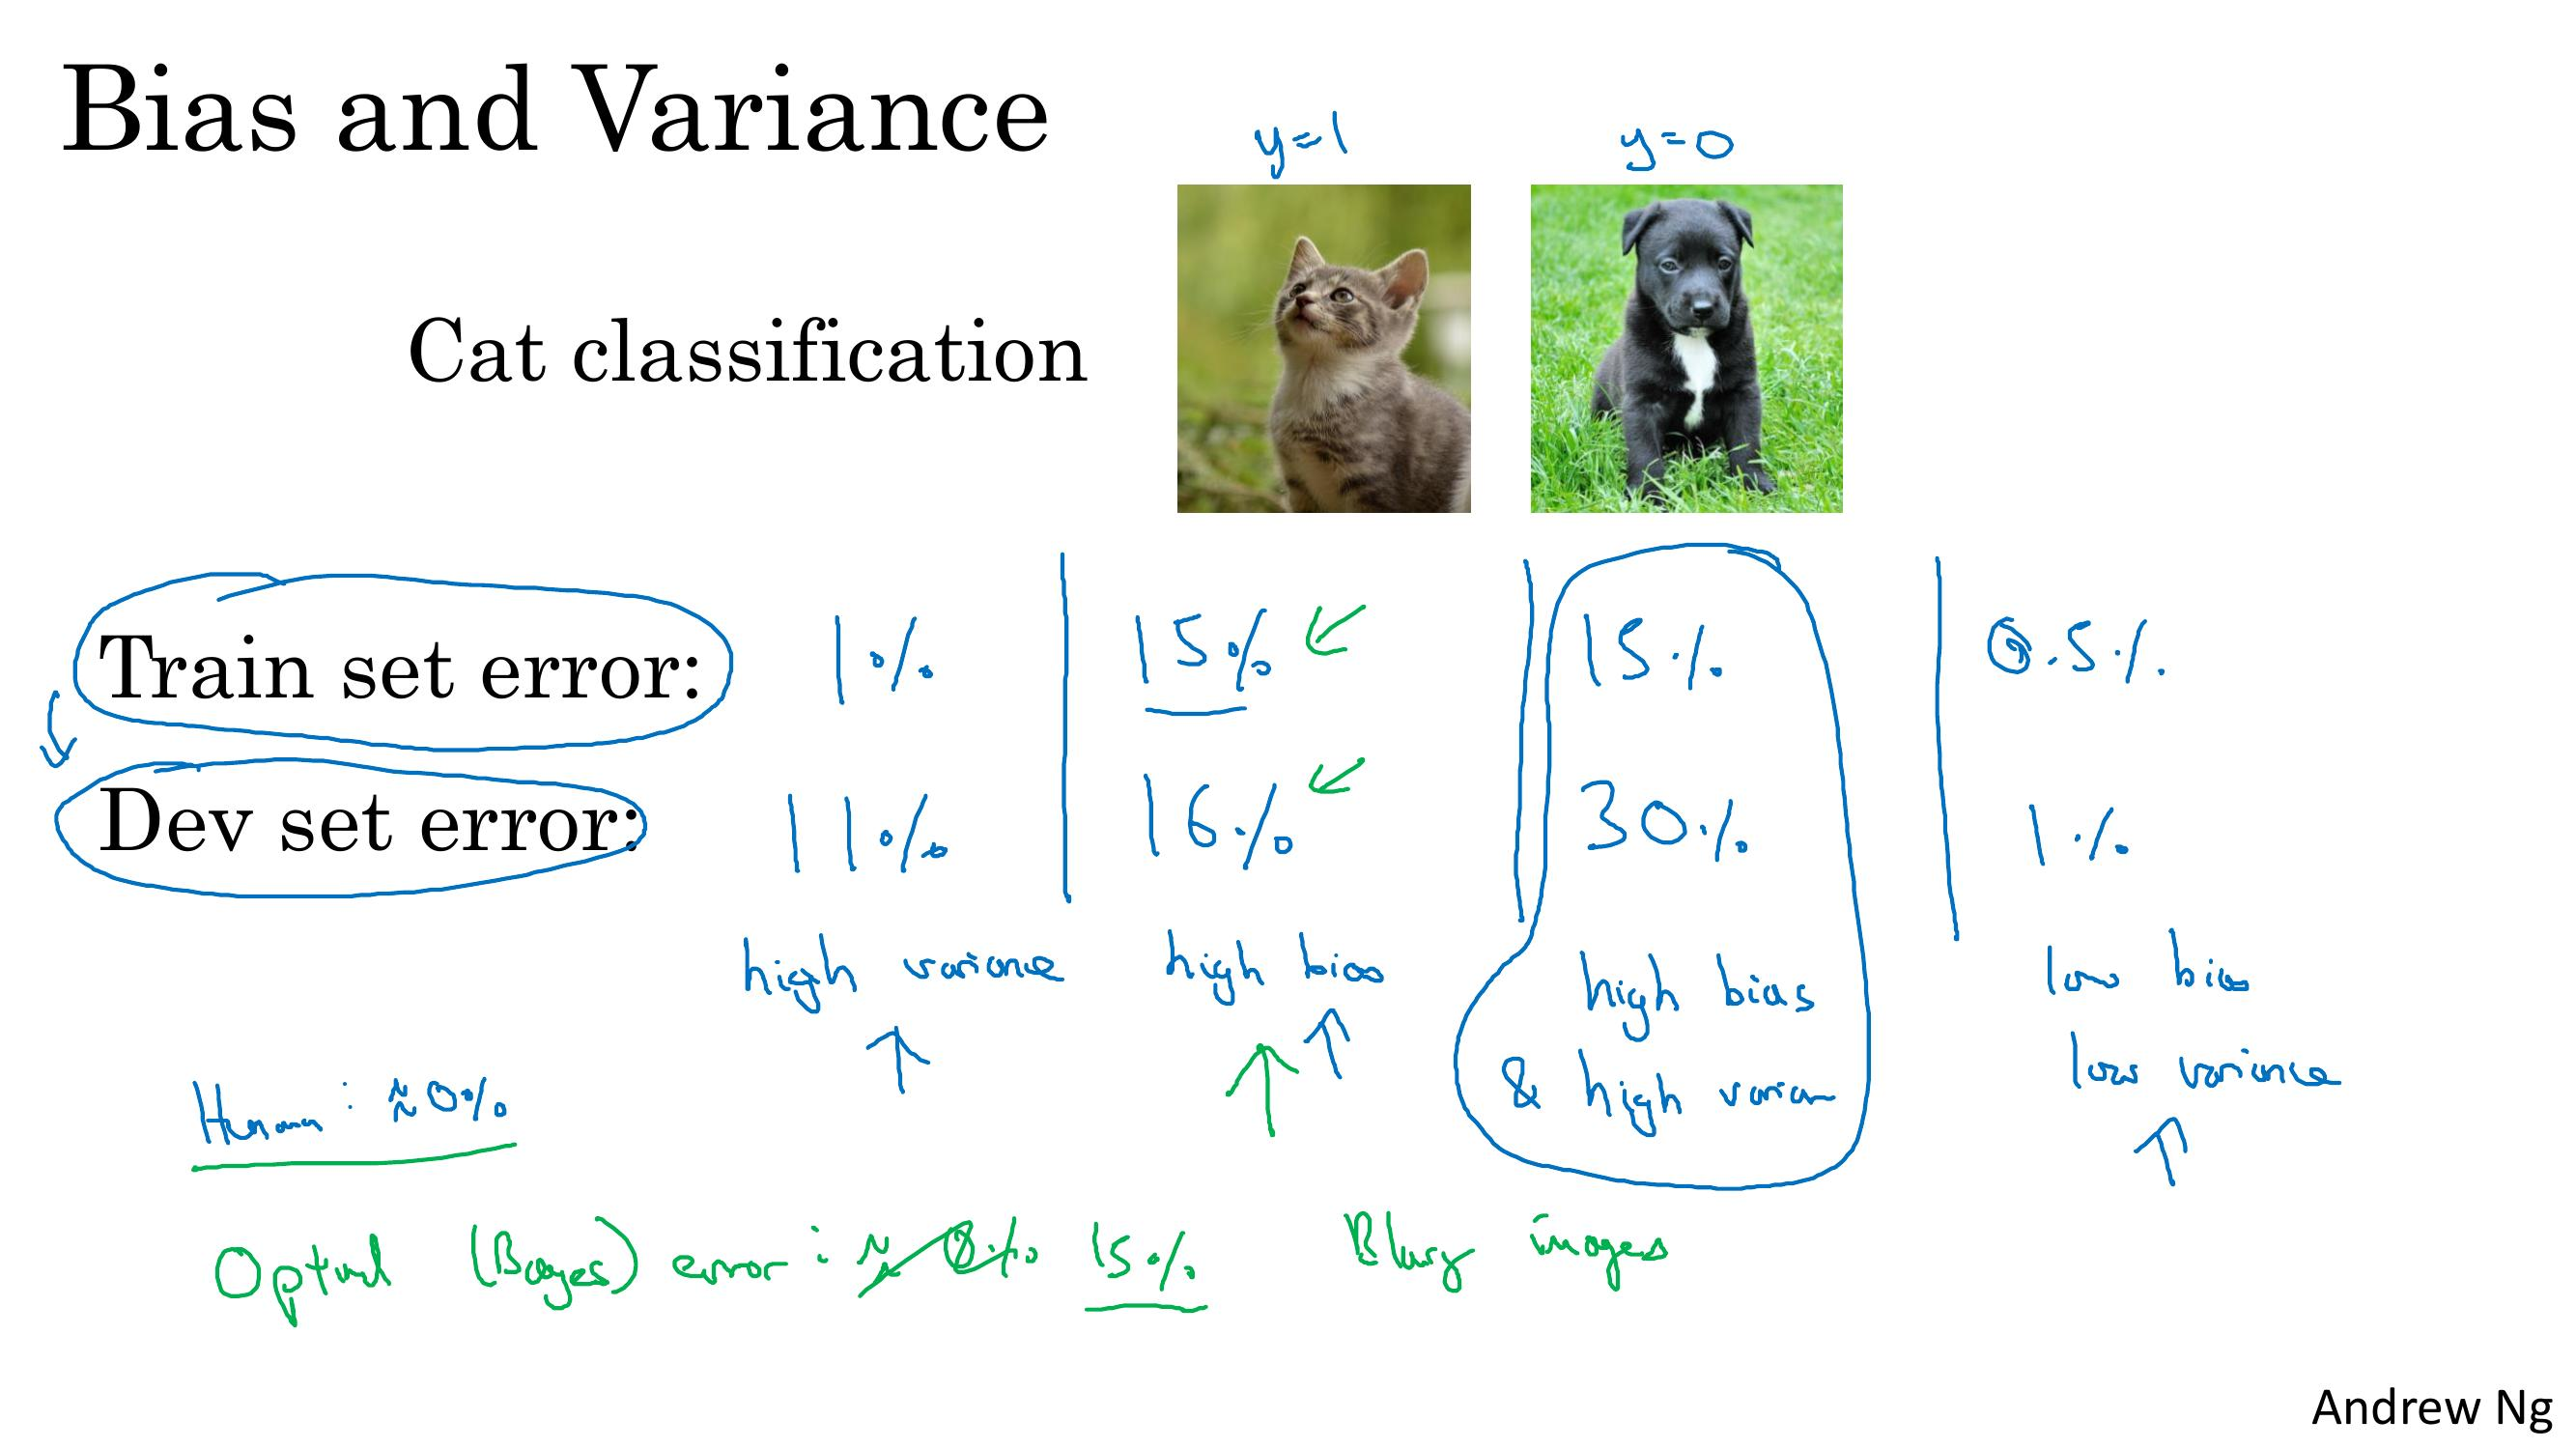 Bias and Variance
y=1 y=0
Cat classification
Train set error: 1% 15% 15% 0.5%
Dev set error: 11% 16% 30% 1%
high variance high bias high bias low bias
& high varian low variance
Human: ≈0%
Optimal (Bayes) error: ≈0% 15% Blurry images
Andrew Ng